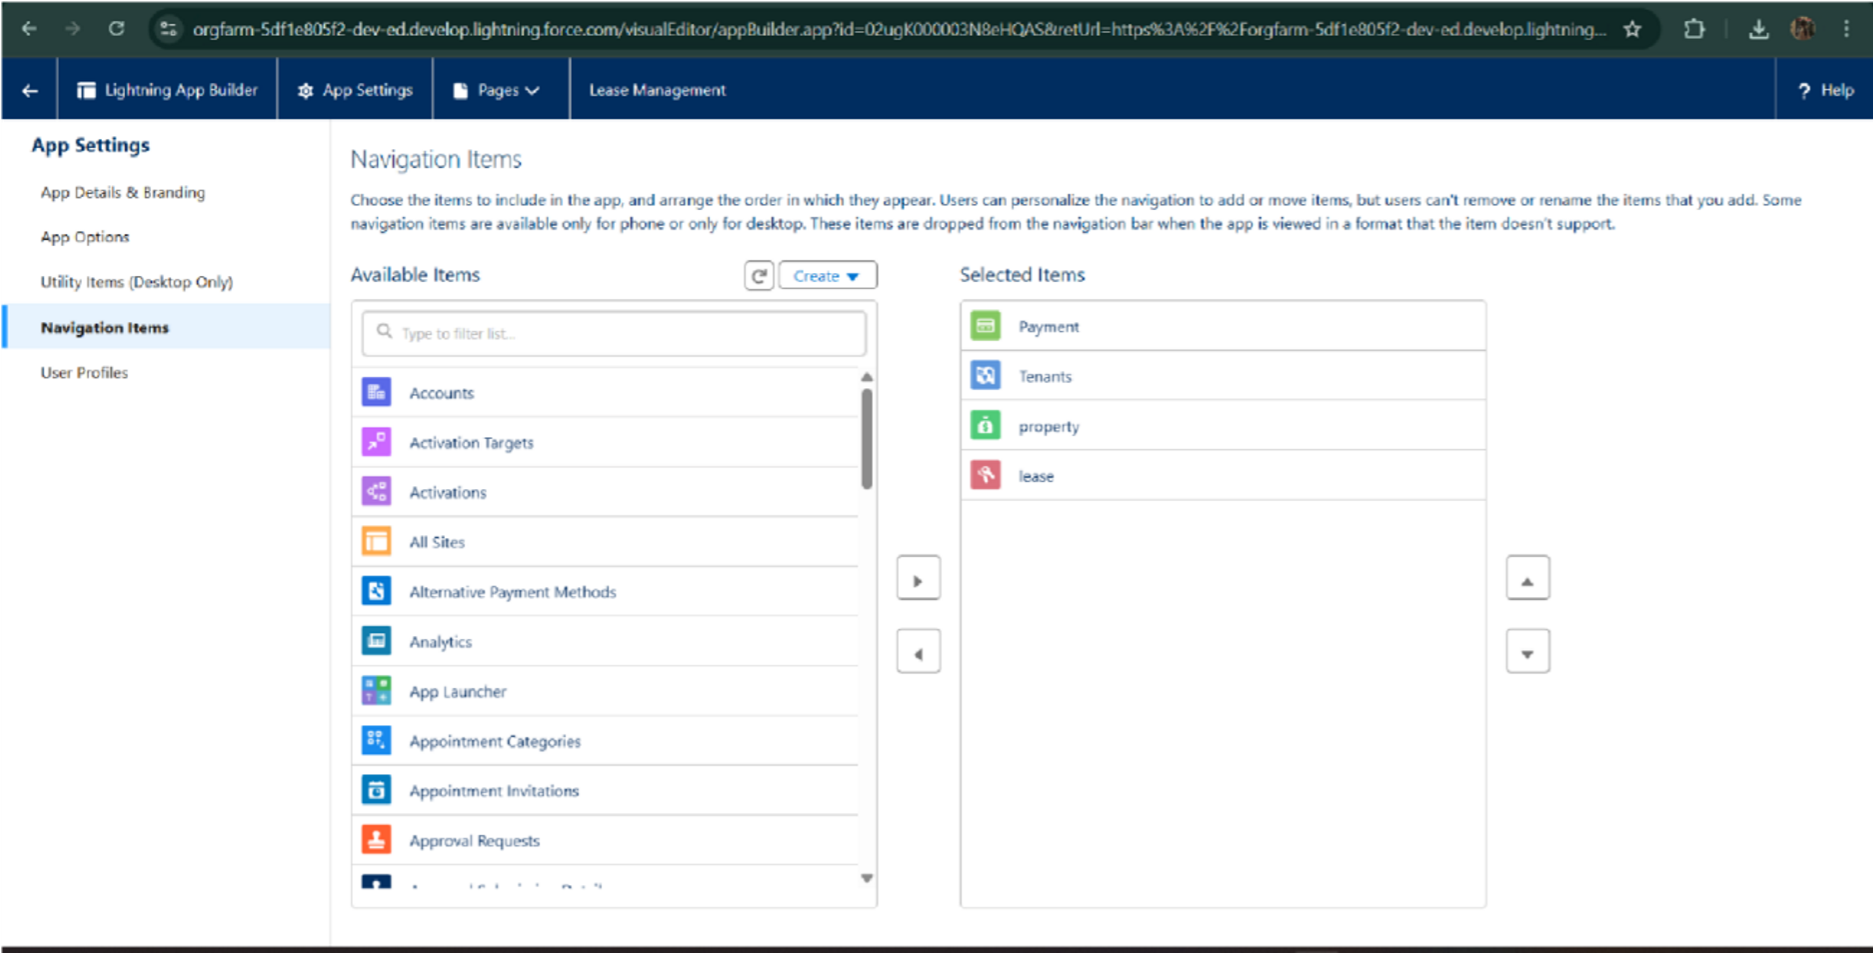 orgfarm-5df1e805f2-dev-ed.develop.lightning.force.com/visualEditor/appBuilder.app?id=02ugK000003N8eHQAS&retUrl=https%3A%2F%2Forgfarm-5df1e805f2-dev-ed.develop.lightning...
Lightning App Builder
App Settings
Pages
Lease Management
? Help
App Settings
App Details & Branding
App Options
Utility Items (Desktop Only)
Navigation Items
User Profiles
Navigation Items
Choose the items to include in the app, and arrange the order in which they appear. Users can personalize the navigation to add or move items, but users can't remove or rename the items that you add. Some
navigation items are available only for phone or only for desktop. These items are dropped from the navigation bar when the app is viewed in a format that the item doesn't support.
Available Items
Create
Type to filter list...
Accounts
Activation Targets
Activations
All Sites
Alternative Payment Methods
Analytics
App Launcher
Appointment Categories
Appointment Invitations
Approval Requests
Selected Items
Payment
Tenants
property
lease